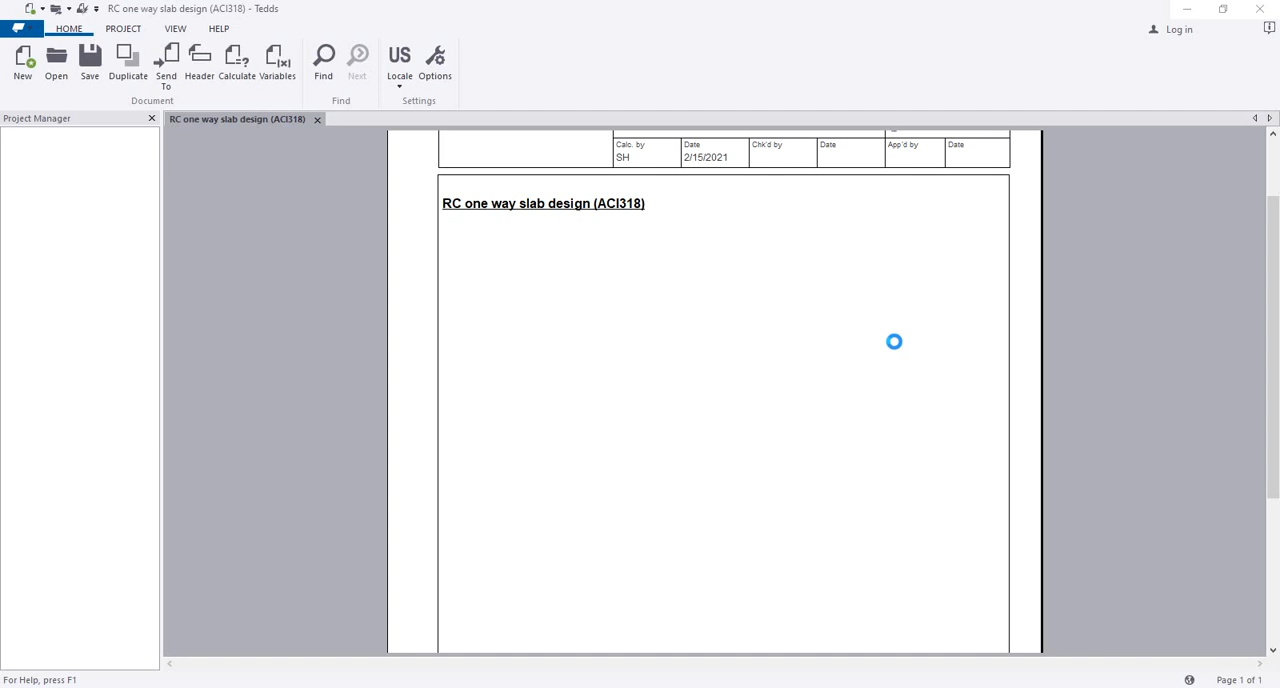 RC one way slab design (ACI318) - Tedds
HOME PROJECT VIEW HELP
Log in
New Open Save Duplicate Send To Header Calculate Variables Find Next US Locale Options
Document Find Settings
Project Manager
RC one way slab design (ACI318)
Calc. by Date Chk'd by Date App'd by Date
SH 2/15/2021
RC one way slab design (ACI318)
For Help, press F1
Page 1 of 1